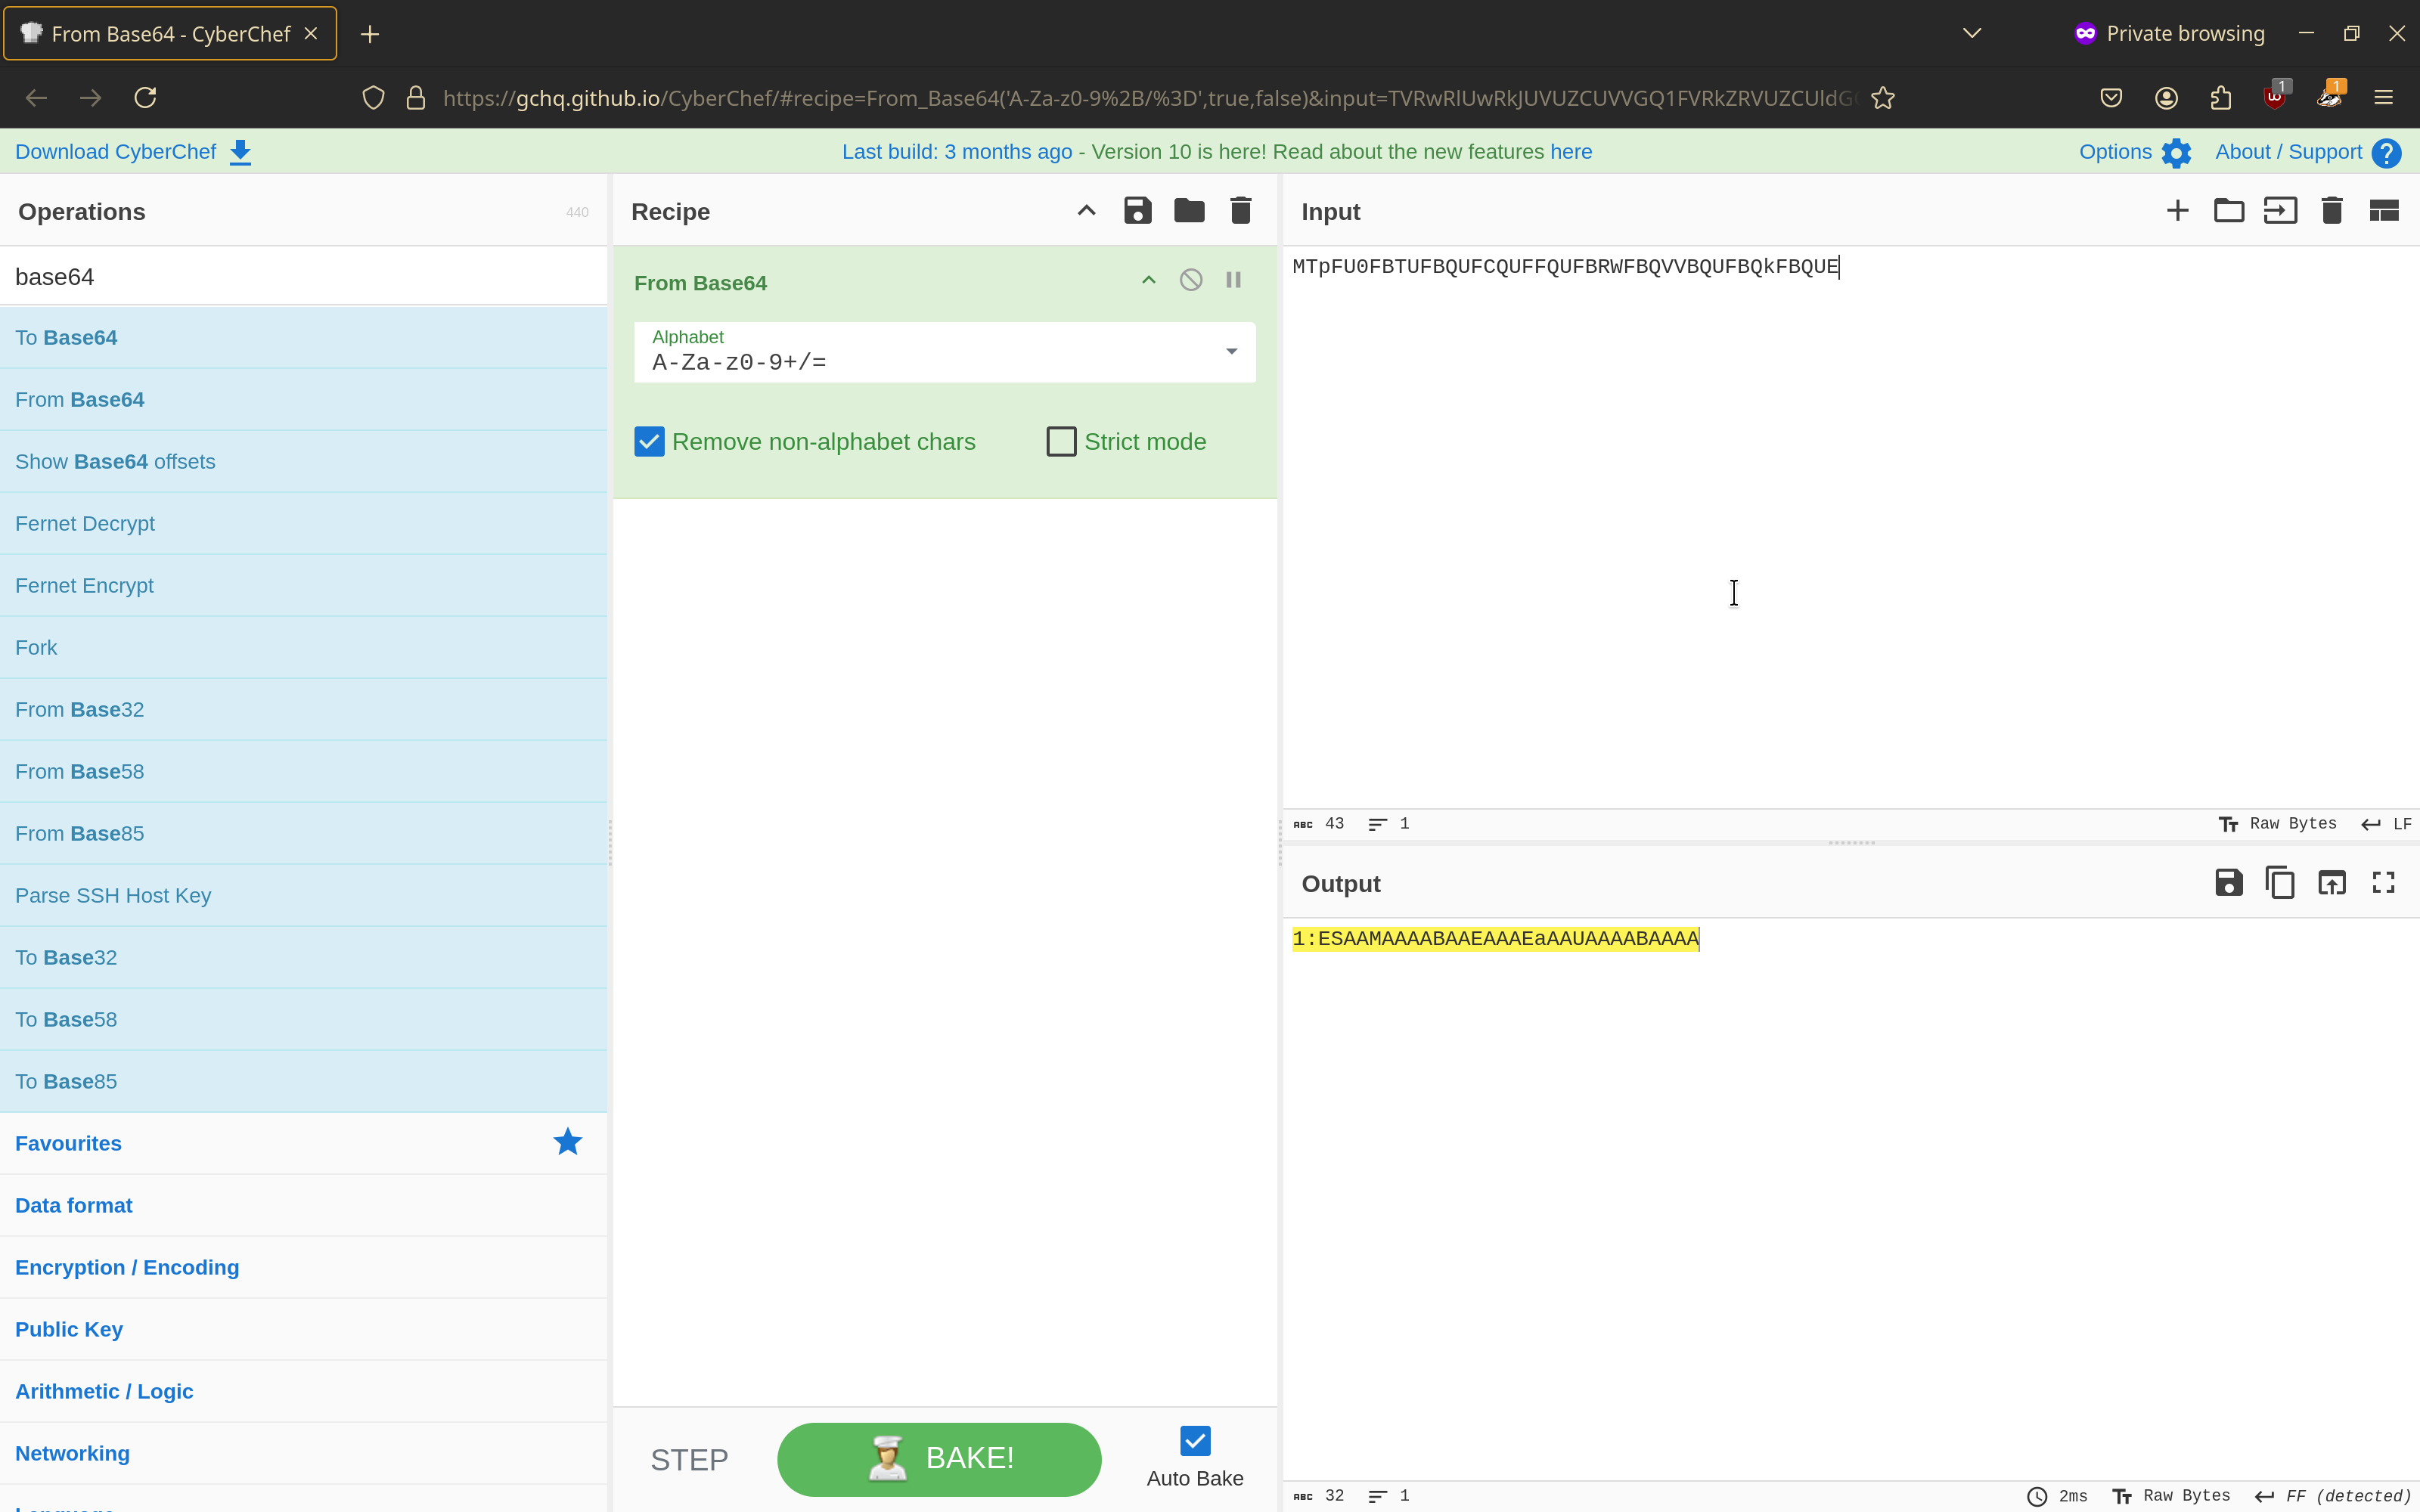 From Base64 - CyberChef
Private browsing
https://gchq.github.io/CyberChef/#recipe=From_Base64('A-Za-z0-9%2B/%3D',true,false)&input=TVRwRlUwRkJUVUZCUVVGQ1FVRkZRVUZCUldG
1
1
Download CyberChef
Last build: 3 months ago - Version 10 is here! Read about the new features here
Options
About / Support
Operations
440
base64
To Base64
From Base64
Show Base64 offsets
Fernet Decrypt
Fernet Encrypt
Fork
From Base32
From Base58
From Base85
Parse SSH Host Key
To Base32
To Base58
To Base85
Favourites
Data format
Encryption / Encoding
Public Key
Arithmetic / Logic
Networking
Recipe
From Base64
Alphabet
A-Za-z0-9+/=
Remove non-alphabet chars
Strict mode
STEP
BAKE!
Auto Bake
Input
MTpFU0FBTUFBQUFCQUFFQUFBRWFBQVVBQUFBQkFBQUE
ABC 43 1
Raw Bytes LF
Output
1:ESAAMAAAABAAEAAAEaAAUAAAABAAAA
ABC 32 1
2ms Raw Bytes FF (detected)